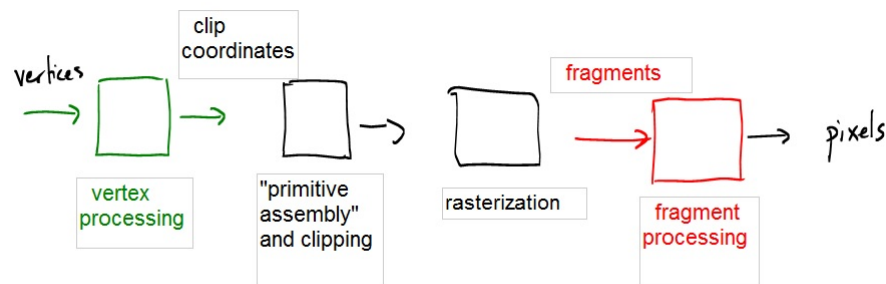 clip
coordinates
vertices
fragments
pixels
vertex
processing
"primitive
assembly"
and clipping
rasterization
fragment
processing